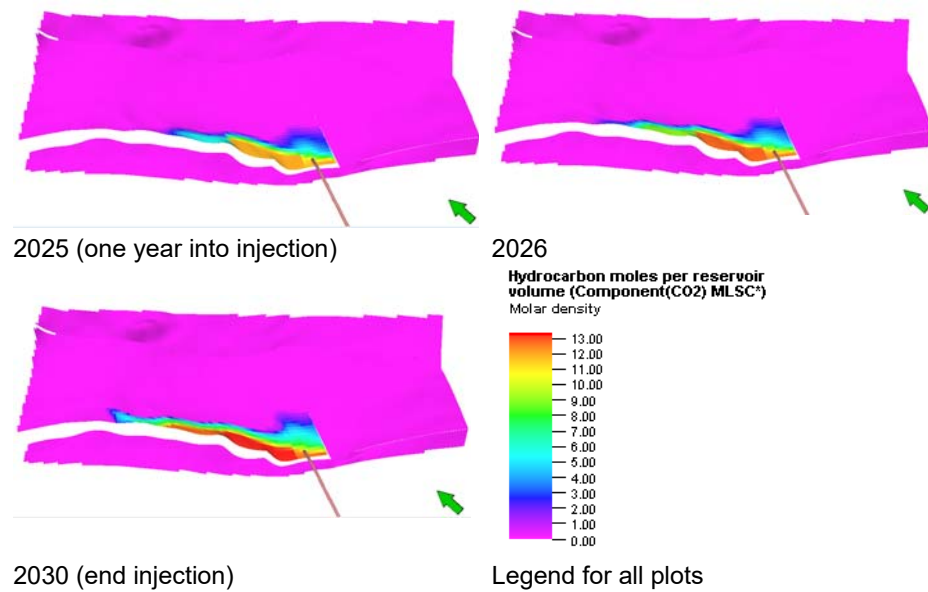 2025 (one year into injection)
2026
Hydrocarbon moles per reservoir
volume (Component(CO2) MLSC*)
Molar density
13.00
12.00
11.00
10.00
9.00
8.00
7.00
6.00
5.00
4.00
3.00
2.00
1.00
0.00
2030 (end injection)
Legend for all plots